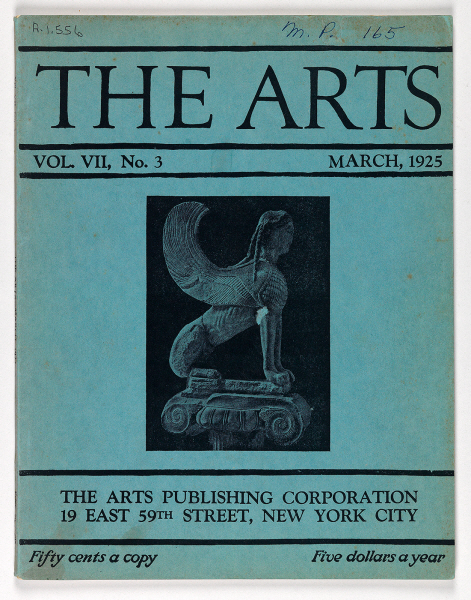 R.1.556
M.P. 165
THE ARTS
VOL. VII, No. 3 MARCH, 1925
THE ARTS PUBLISHING CORPORATION
19 EAST 59TH STREET, NEW YORK CITY
Fifty cents a copy Five dollars a year